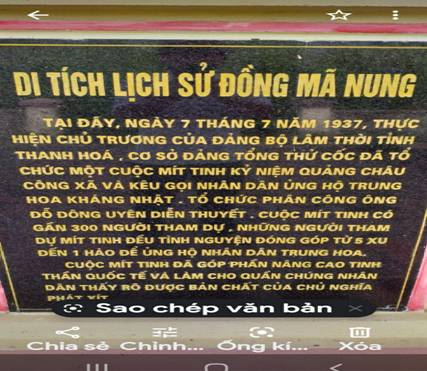 DI TÍCH LỊCH SỬ ĐỒNG MÃ NUNG
TẠI ĐÂY, NGÀY 7 THÁNG 7 NĂM 1937, THỰC
HIỆN CHỦ TRƯƠNG CỦA ĐẢNG BỘ LÂM THỜI TỈNH
THANH HOÁ , CƠ SỞ ĐẢNG TỔNG THỬ CỐC ĐÃ TỔ
CHỨC MỘT CUỘC MÍT TINH KỶ NIỆM QUẢNG CHÂU
CÔNG XÃ VÀ KÊU GỌI NHÂN DÂN ỦNG HỘ TRUNG
HOA KHÁNG NHẬT . TỔ CHỨC PHÂN CÔNG ÔNG
ĐỖ DÔNG UYÊN DIỄN THUYẾT . CUỘC MÍT TINH CÓ
GẦN 300 NGƯỜI THAM DỰ , NHỮNG NGƯỜI THAM
DỰ MÍT TINH ĐỀU TÌNH NGUYỆN ĐÓNG GÓP TỪ 5 XU
ĐẾN 1 HÀO ĐỂ ỦNG HỘ NHÂN DÂN TRUNG HOA.
CUỘC MÍT TINH ĐÃ GÓP PHẦN NÂNG CAO TINH
THẦN QUỐC TẾ VÀ LÀM CHO QUẦN CHÚNG NHÂN
DÂN THẤY RÕ ĐƯỢC BẢN CHẤT CỦA CHỦ NGHĨA
PHÁT XÍT
Sao chép văn bản
Chia sẻ Chỉnh... Ống kí... Xóa